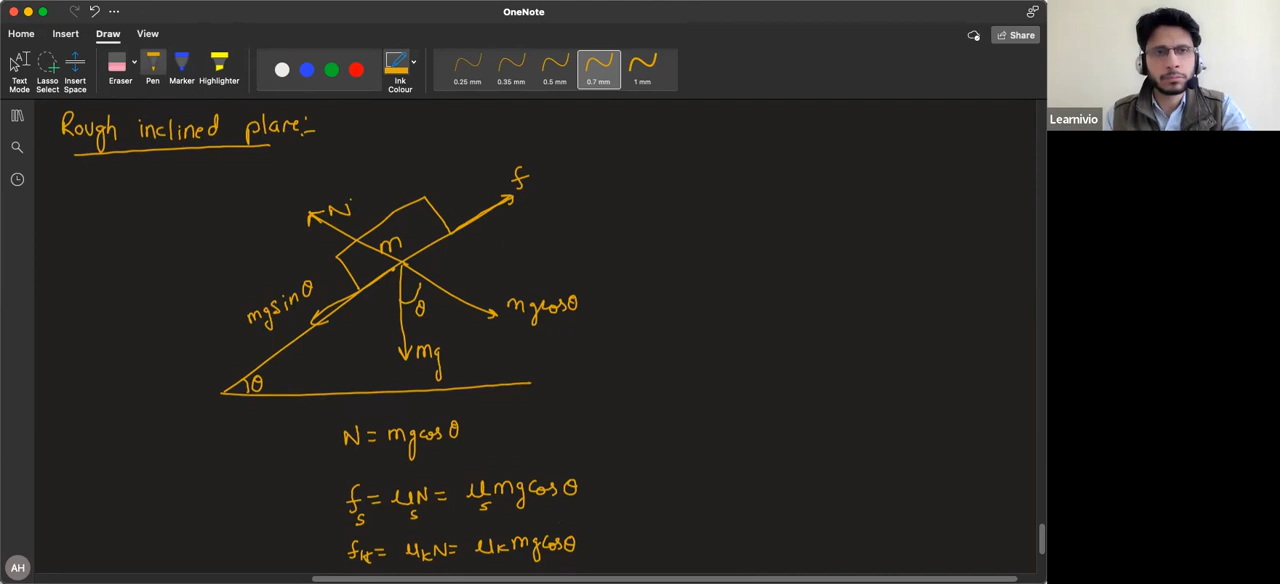 OneNote
Home Insert Draw View
Share
Text Mode
Lasso Select
Insert Space
Eraser
Pen
Marker
Highlighter
Ink Colour
0.25 mm
0.35 mm
0.5 mm
0.7 mm
1 mm
Learnivio
Rough inclined plane:-
f
N
m
mgsinθ
θ
mgcosθ
mg
θ
N = mgcosθ
fₛ = μₛN = μₛmgcosθ
fₖ = μₖN = μₖmgcosθ
AH